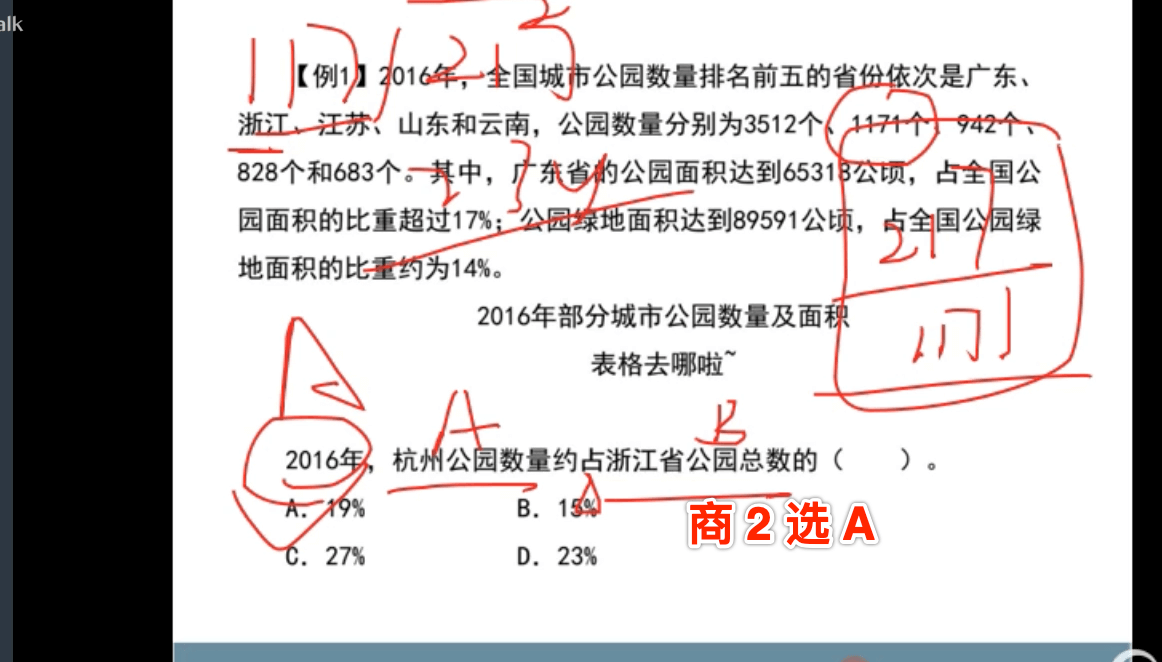 alk
117 / 217
【例1】2016年，全国城市公园数量排名前五的省份依次是广东、
浙江、江苏、山东和云南，公园数量分别为3512个、1171个、942个、
828个和683个。其中，广东省的公园面积达到65318公顷，占全国公
园面积的比重超过17%；公园绿地面积达到89591公顷，占全国公园绿
地面积的比重约为14%。
234
217
1171
2016年部分城市公园数量及面积
表格去哪啦~
A
B
2016年，杭州公园数量约占浙江省公园总数的（　　）。
A. 19%　　B. 15%
商2选A
C. 27%　　D. 23%